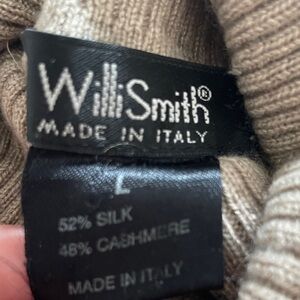 WilliSmith®
MADE IN ITALY
L
52% SILK
48% CASHMERE
MADE IN ITALY